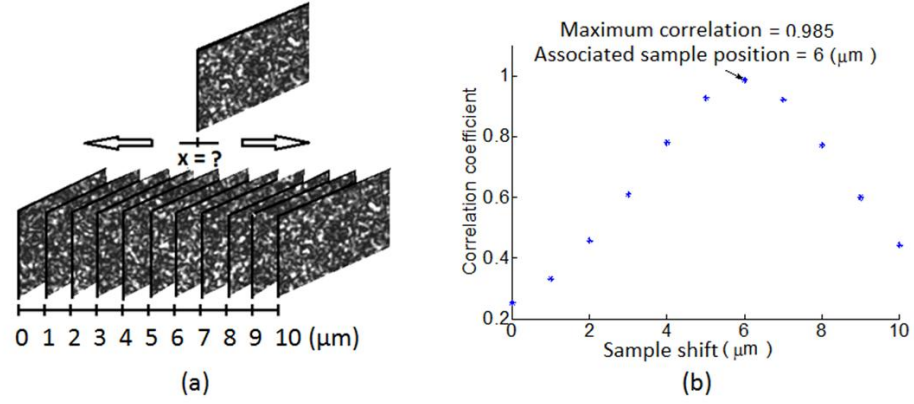 x = ?
0 1 2 3 4 5 6 7 8 9 10 (μm)
(a)
Maximum correlation = 0.985
Associated sample position = 6 (μm )
Correlation coefficient
1
0.8
0.6
0.4
0.2
0 2 4 6 8 10
Sample shift ( μm )
(b)